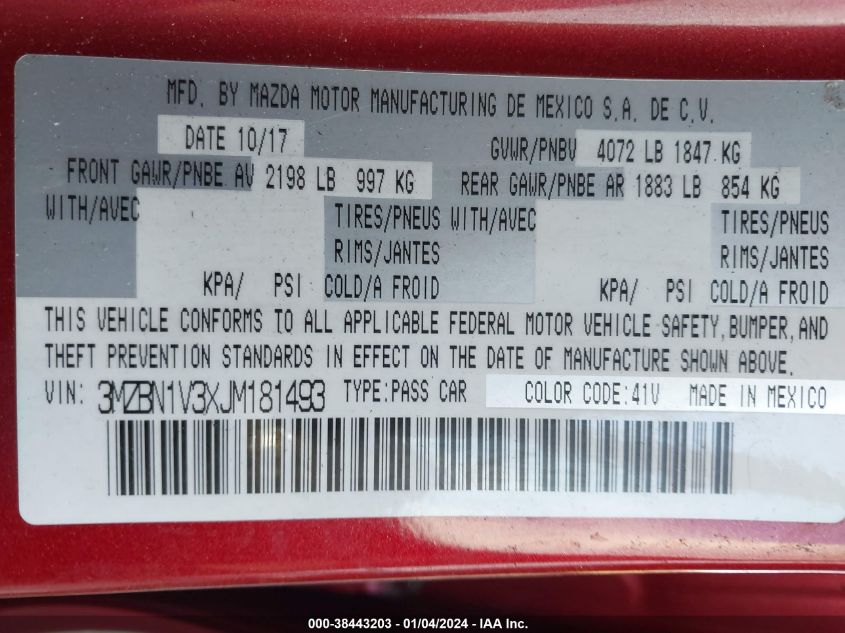 MFD. BY MAZDA MOTOR MANUFACTURING DE MEXICO S.A. DE C.V.
DATE 10/17 GVWR/PNBV 4072 LB 1847 KG
FRONT GAWR/PNBE AV 2198 LB 997 KG REAR GAWR/PNBE AR 1883 LB 854 KG
WITH/AVEC TIRES/PNEUS WITH/AVEC TIRES/PNEUS
RIMS/JANTES RIMS/JANTES
KPA/ PSI COLD/A FROID KPA/ PSI COLD/A FROID
THIS VEHICLE CONFORMS TO ALL APPLICABLE FEDERAL MOTOR VEHICLE SAFETY, BUMPER, AND
THEFT PREVENTION STANDARDS IN EFFECT ON THE DATE OF MANUFACTURE SHOWN ABOVE.
VIN: 3MZBN1V3XJM181493 TYPE:PASS CAR COLOR CODE:41V MADE IN MEXICO
000-38443203 - 01/04/2024 - IAA Inc.